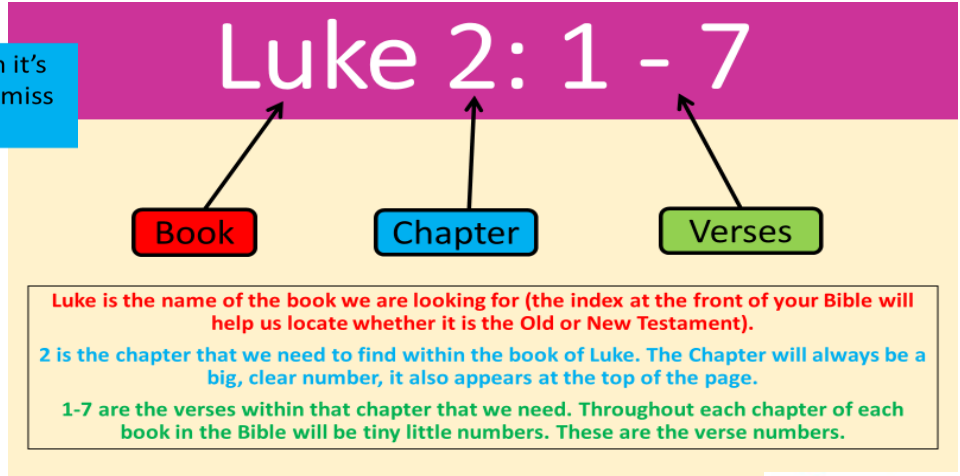 Luke 2: 1 - 7
it's
miss
Book
Chapter
Verses
Luke is the name of the book we are looking for (the index at the front of your Bible will
help us locate whether it is the Old or New Testament).
2 is the chapter that we need to find within the book of Luke. The Chapter will always be a
big, clear number, it also appears at the top of the page.
1-7 are the verses within that chapter that we need. Throughout each chapter of each
book in the Bible will be tiny little numbers. These are the verse numbers.